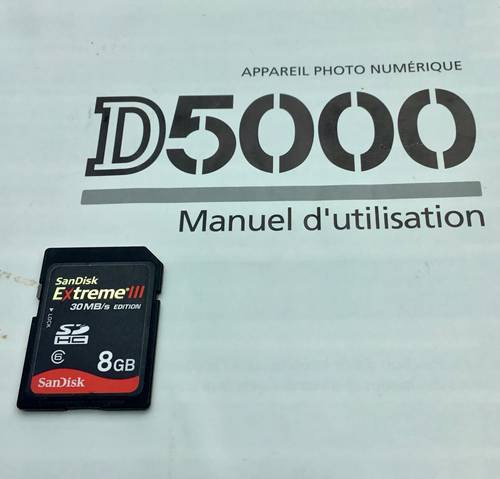 APPAREIL PHOTO NUMÉRIQUE
D5000
Manuel d'utilisation
SanDisk
Extreme III
30MB/s EDITION
LOCK
SD
HC
6
8GB
SanDisk